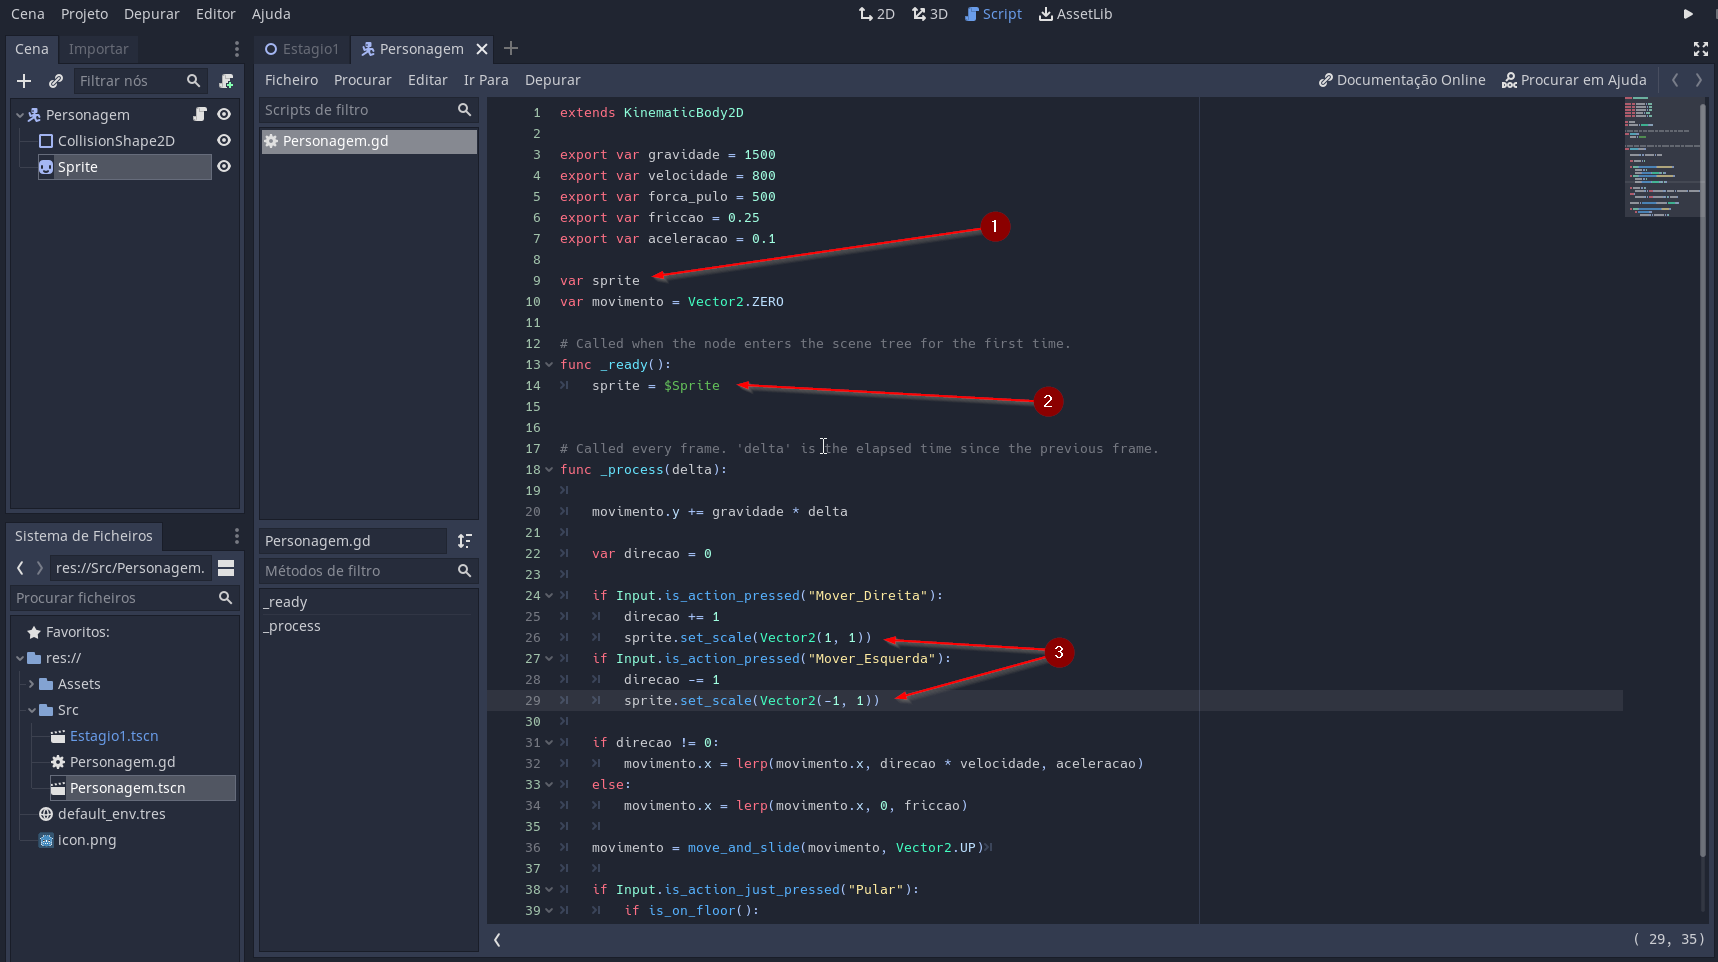 Cena Projeto Depurar Editor Ajuda
2D 3D Script AssetLib
Cena Importar
Estagio1 Personagem
Filtrar nós
Ficheiro Procurar Editar Ir Para Depurar
Documentação Online Procurar em Ajuda
Personagem
CollisionShape2D
Sprite
Scripts de filtro
Personagem.gd
Personagem.gd
Métodos de filtro
_ready
_process
Sistema de Ficheiros
res://Src/Personagem.
Procurar ficheiros
Favoritos:
res://
Assets
Src
Estagio1.tscn
Personagem.gd
Personagem.tscn
default_env.tres
icon.png
1 extends KinematicBody2D
2
3 export var gravidade = 1500
4 export var velocidade = 800
5 export var forca_pulo = 500
6 export var friccao = 0.25
7 export var aceleracao = 0.1
8
9 var sprite
10 var movimento = Vector2.ZERO
11
12 # Called when the node enters the scene tree for the first time.
13 func _ready():
14 sprite = $Sprite
15
16
17 # Called every frame. 'delta' is the elapsed time since the previous frame.
18 func _process(delta):
19
20 movimento.y += gravidade * delta
21
22 var direcao = 0
23
24 if Input.is_action_pressed("Mover_Direita"):
25 direcao += 1
26 sprite.set_scale(Vector2(1, 1))
27 if Input.is_action_pressed("Mover_Esquerda"):
28 direcao -= 1
29 sprite.set_scale(Vector2(-1, 1))
30
31 if direcao != 0:
32 movimento.x = lerp(movimento.x, direcao * velocidade, aceleracao)
33 else:
34 movimento.x = lerp(movimento.x, 0, friccao)
35
36 movimento = move_and_slide(movimento, Vector2.UP)
37
38 if Input.is_action_just_pressed("Pular"):
39 if is_on_floor():
1
2
3
( 29, 35)